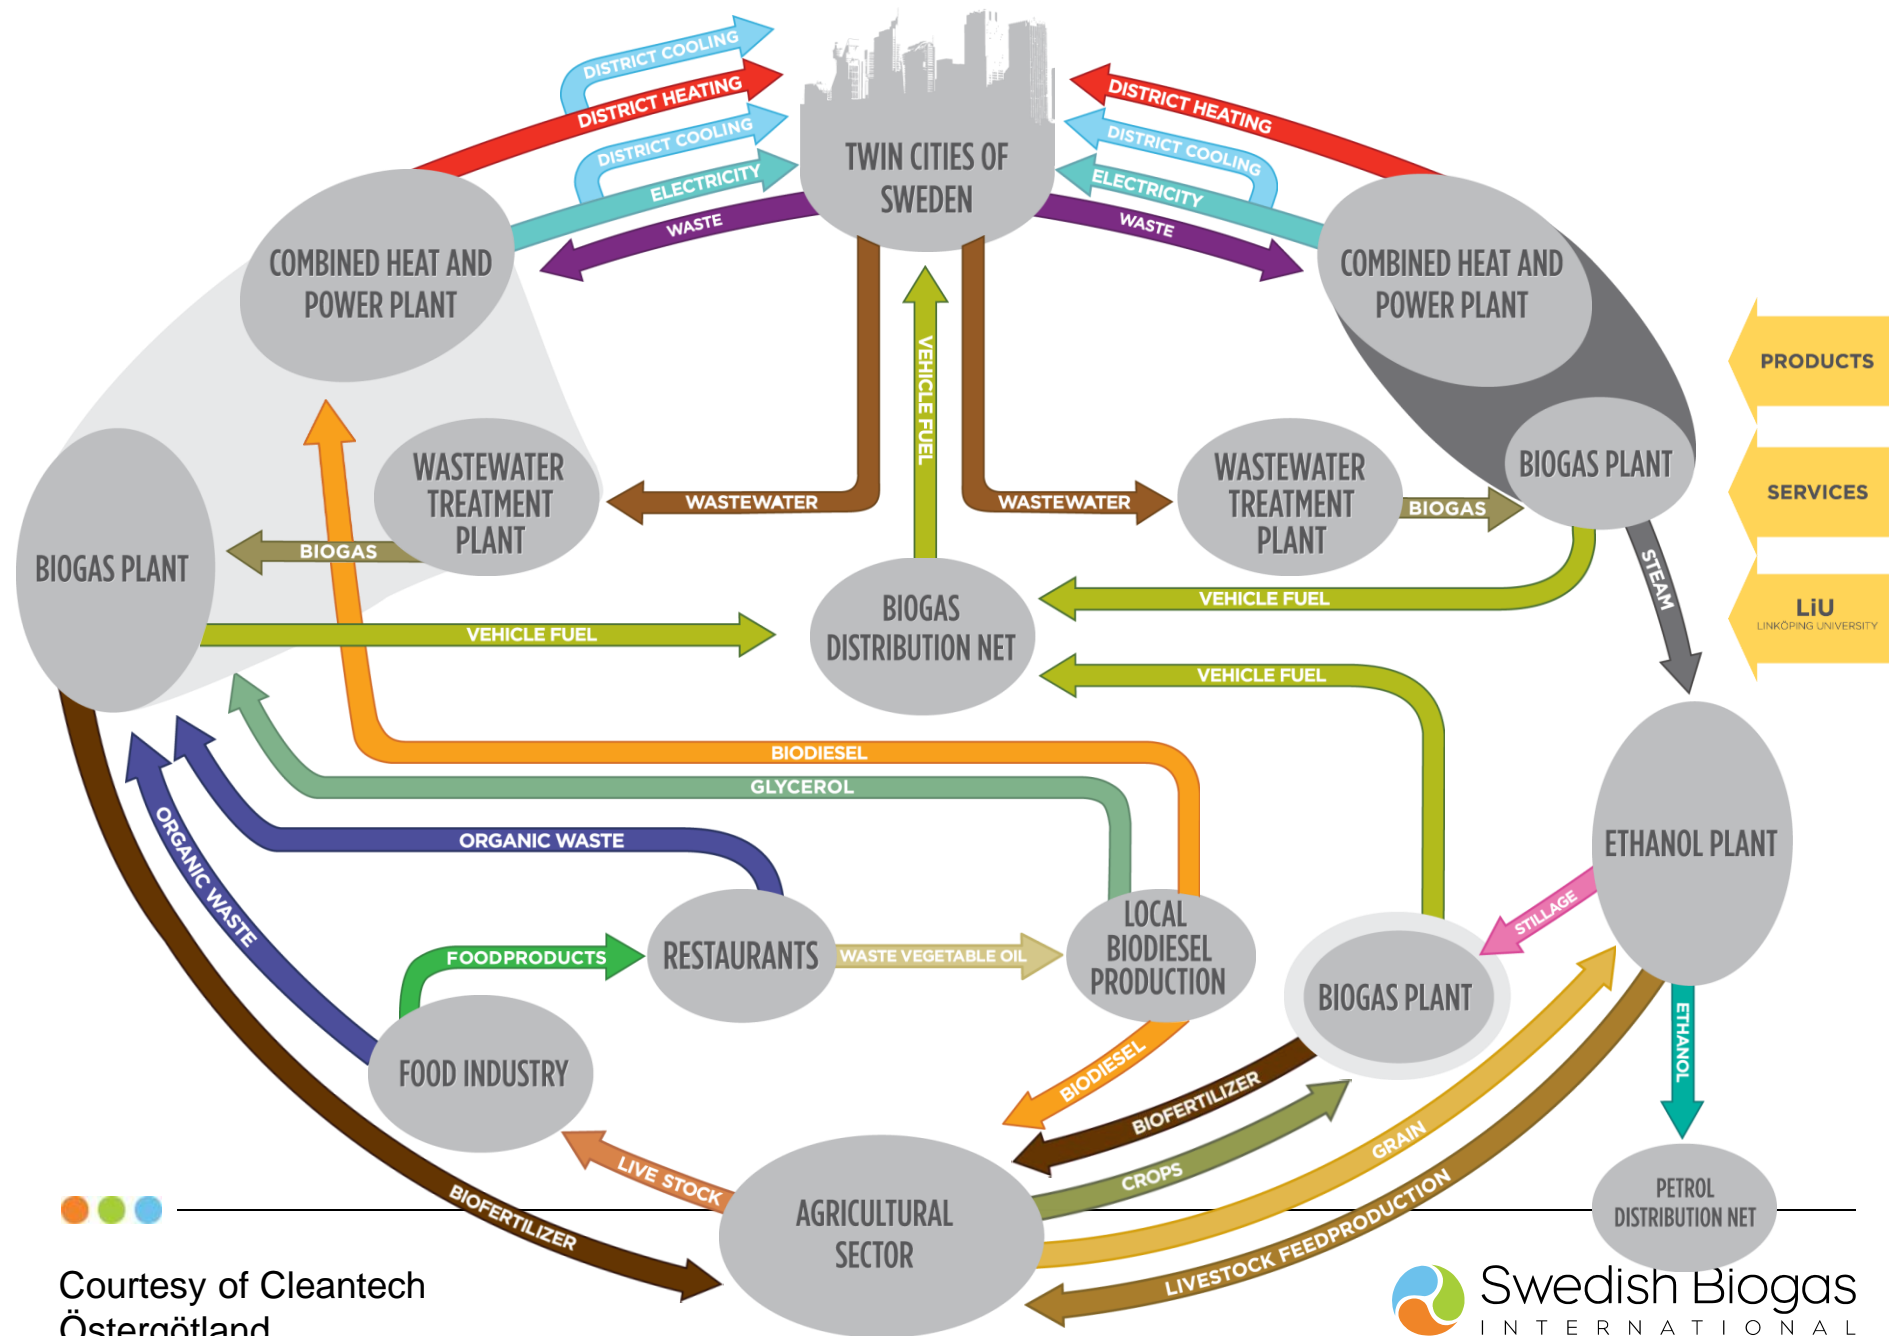 DISTRICT COOLING
DISTRICT HEATING
DISTRICT COOLING
ELECTRICITY
WASTE
TWIN CITIES OF
SWEDEN
DISTRICT HEATING
DISTRICT COOLING
ELECTRICITY
WASTE
COMBINED HEAT AND
POWER PLANT
COMBINED HEAT AND
POWER PLANT
PRODUCTS
SERVICES
LiU
LINKÖPING UNIVERSITY
VEHICLE FUEL
WASTEWATER
TREATMENT
PLANT
WASTEWATER
WASTEWATER
WASTEWATER
TREATMENT
PLANT
BIOGAS
BIOGAS PLANT
BIOGAS PLANT
BIOGAS
STEAM
BIOGAS
DISTRIBUTION NET
VEHICLE FUEL
VEHICLE FUEL
VEHICLE FUEL
BIODIESEL
GLYCEROL
ORGANIC WASTE
ORGANIC WASTE
ETHANOL PLANT
STILLAGE
FOODPRODUCTS
RESTAURANTS
WASTE VEGETABLE OIL
LOCAL
BIODIESEL
PRODUCTION
BIOGAS PLANT
FOOD INDUSTRY
BIODIESEL
BIOFERTILIZER
CROPS
GRAIN
ETHANOL
LIVE STOCK
BIOFERTILIZER
AGRICULTURAL
SECTOR
LIVESTOCK FEEDPRODUCTION
PETROL
DISTRIBUTION NET
Courtesy of Cleantech
Östergötland
Swedish Biogas
INTERNATIONAL